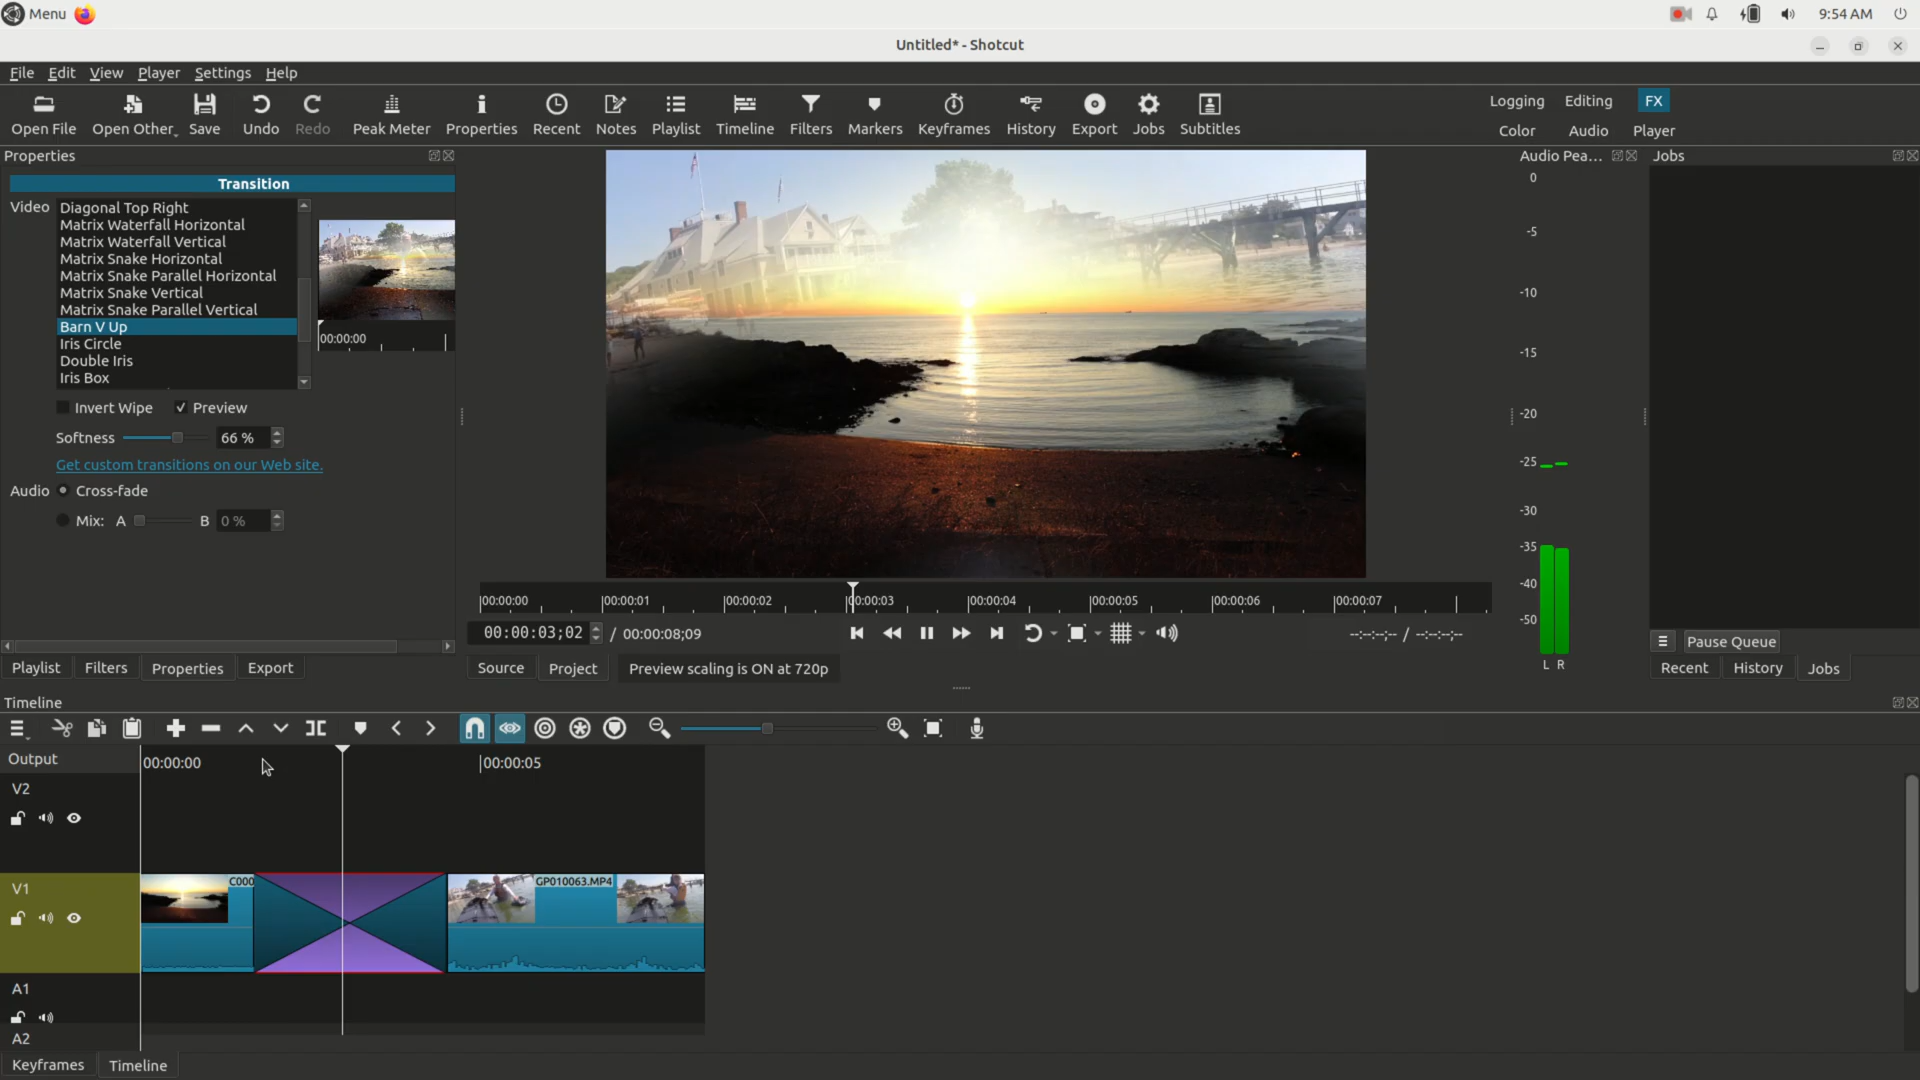 Menu
9:54 AM
Untitled* - Shotcut
File Edit View Player Settings Help
Open File Open Other Save Undo Redo Peak Meter Properties Recent Notes Playlist Timeline Filters Markers Keyframes History Export Jobs Subtitles
Logging Editing FX
Color Audio Player
Properties
Transition
Video
Diagonal Top Right
Matrix Waterfall Horizontal
Matrix Waterfall Vertical
Matrix Snake Horizontal
Matrix Snake Parallel Horizontal
Matrix Snake Vertical
Matrix Snake Parallel Vertical
Barn V Up
Iris Circle
Double Iris
Iris Box
00:00:00
Invert Wipe Preview
Softness 66 %
Get custom transitions on our Web site.
Audio Cross-fade
Mix: A B 0 %
Playlist Filters Properties Export
00:00:00 00:00:01 00:00:02 00:00:03 00:00:04 00:00:05 00:00:06 00:00:07
00:00:03;02 / 00:00:08;09
--:--:--;-- / --:--:--;--
Source Project Preview scaling is ON at 720p
Audio Pea...
0
-5
-10
-15
-20
-25
-30
-35
-40
-50
L R
Jobs
Pause Queue
Recent History Jobs
Timeline
Output
00:00:00 00:00:05
V2
V1
C000
GP010063.MP4
A1
A2
Keyframes Timeline